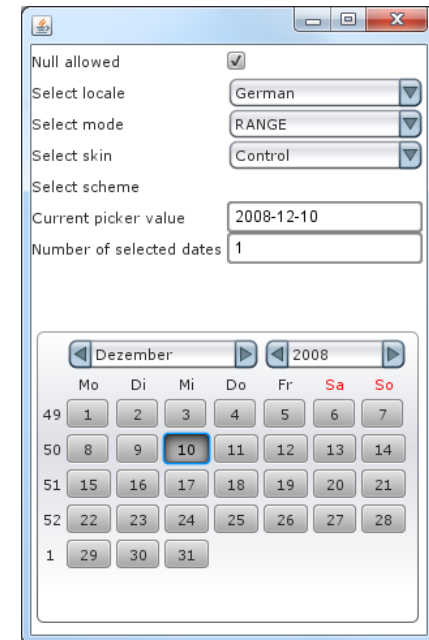 Null allowed
Select locale German
Select mode RANGE
Select skin Control
Select scheme
Current picker value 2008-12-10
Number of selected dates 1
Dezember 2008
Mo Di Mi Do Fr Sa So
49 1 2 3 4 5 6 7
50 8 9 10 11 12 13 14
51 15 16 17 18 19 20 21
52 22 23 24 25 26 27 28
1 29 30 31